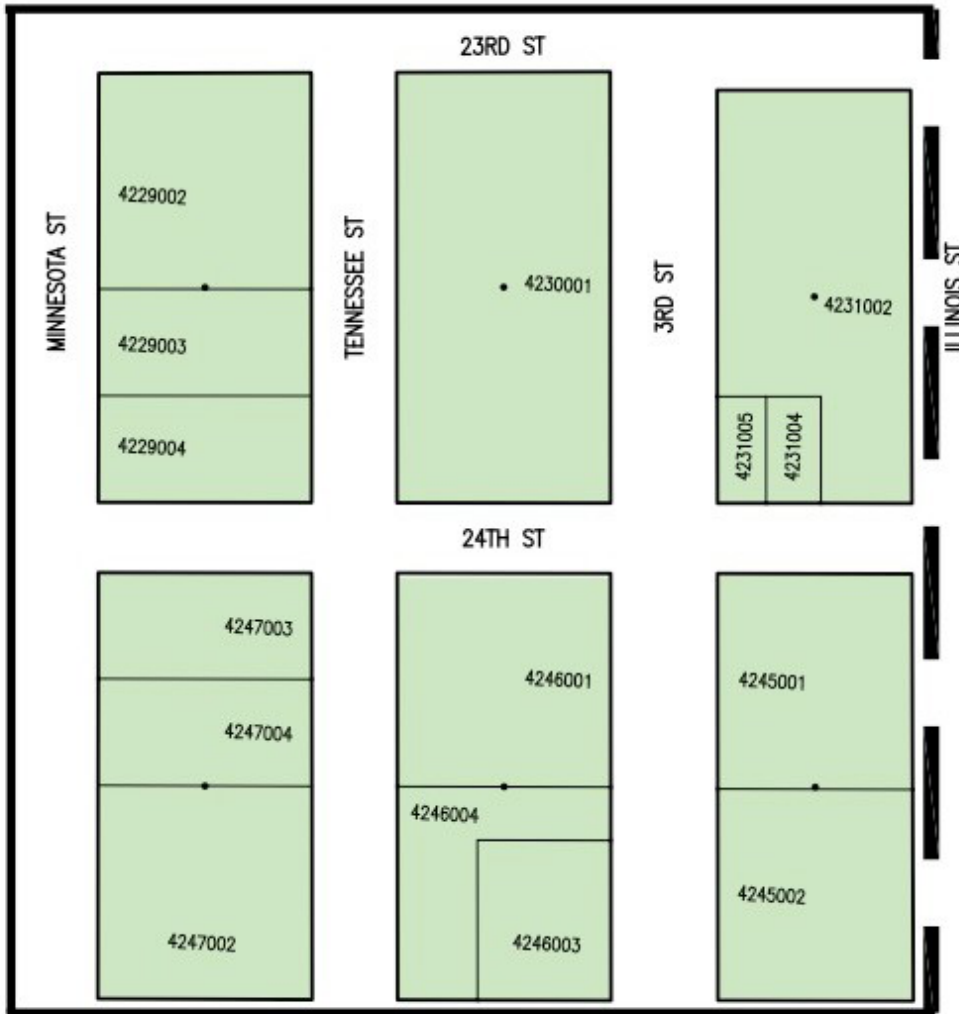 23RD ST
MINNESOTA ST
4229002
4229003
4229004
TENNESSEE ST
4230001
3RD ST
4231002
4231005
4231004
ILLINOIS ST
24TH ST
4247003
4247004
4247002
4246001
4246004
4246003
4245001
4245002